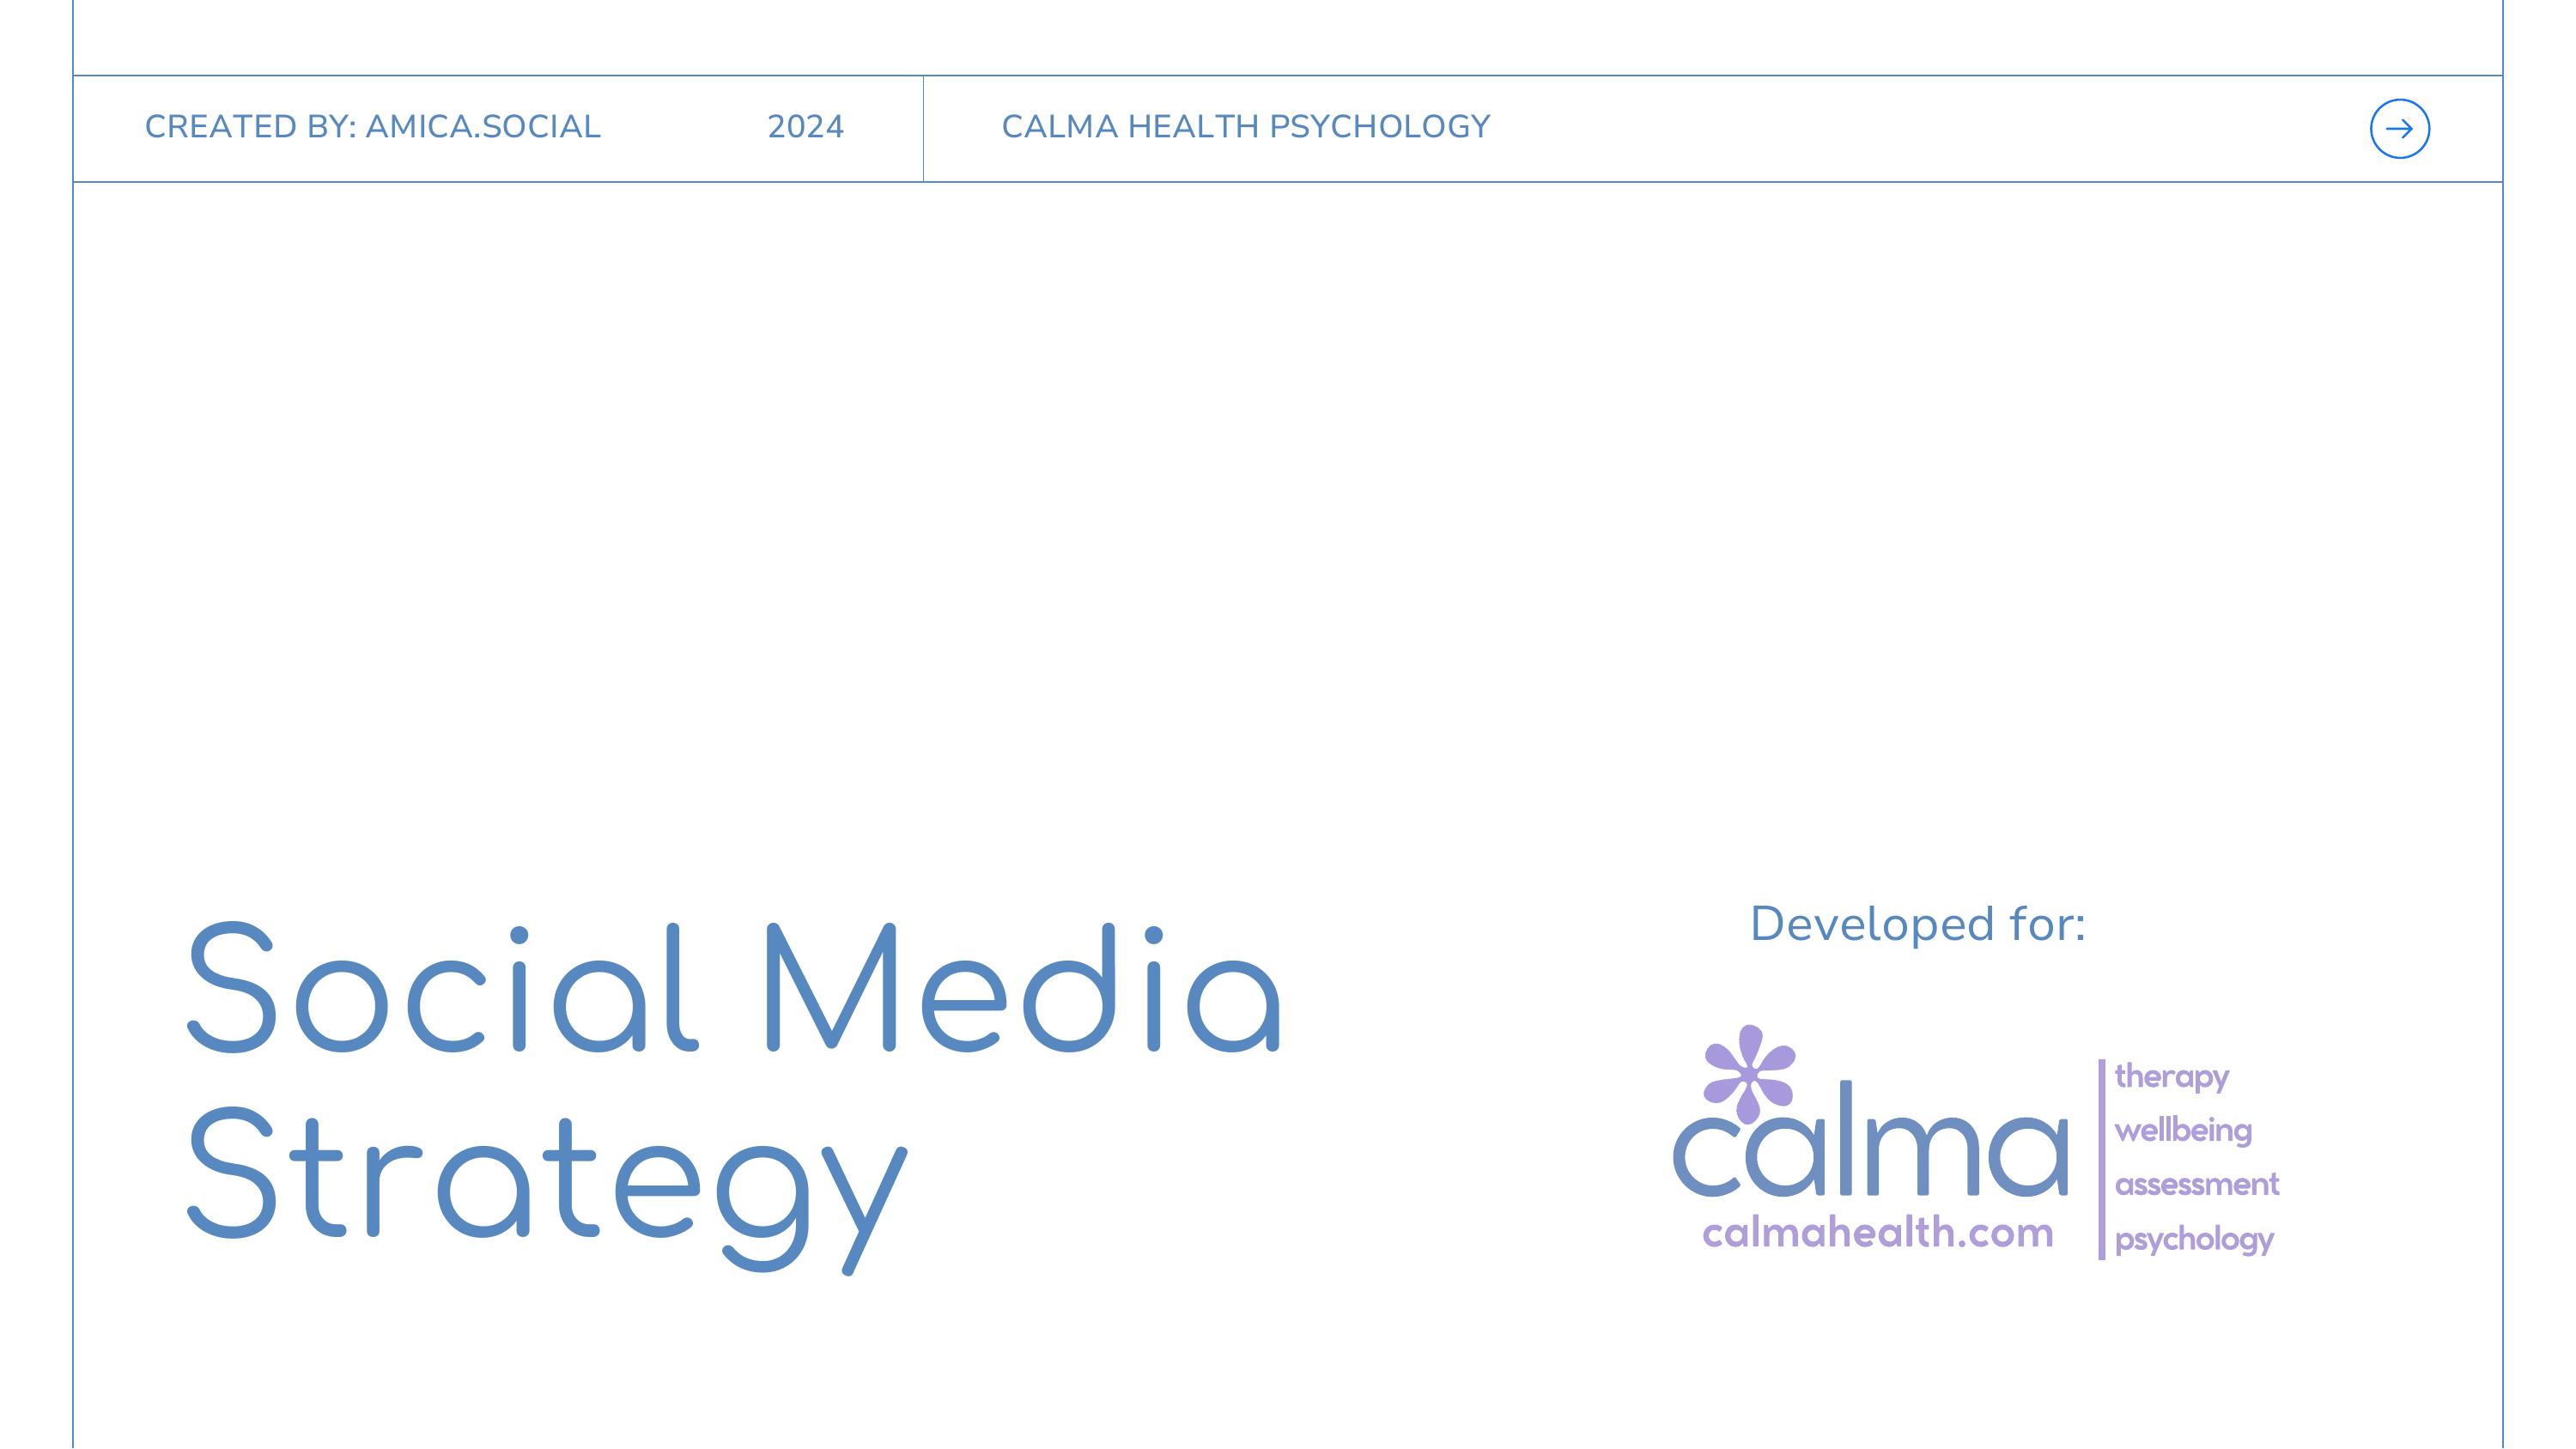 CREATED BY: AMICA.SOCIAL
2024
CALMA HEALTH PSYCHOLOGY
Social Media
Strategy
Developed for:
calma
calmahealth.com
therapy
wellbeing
assessment
psychology